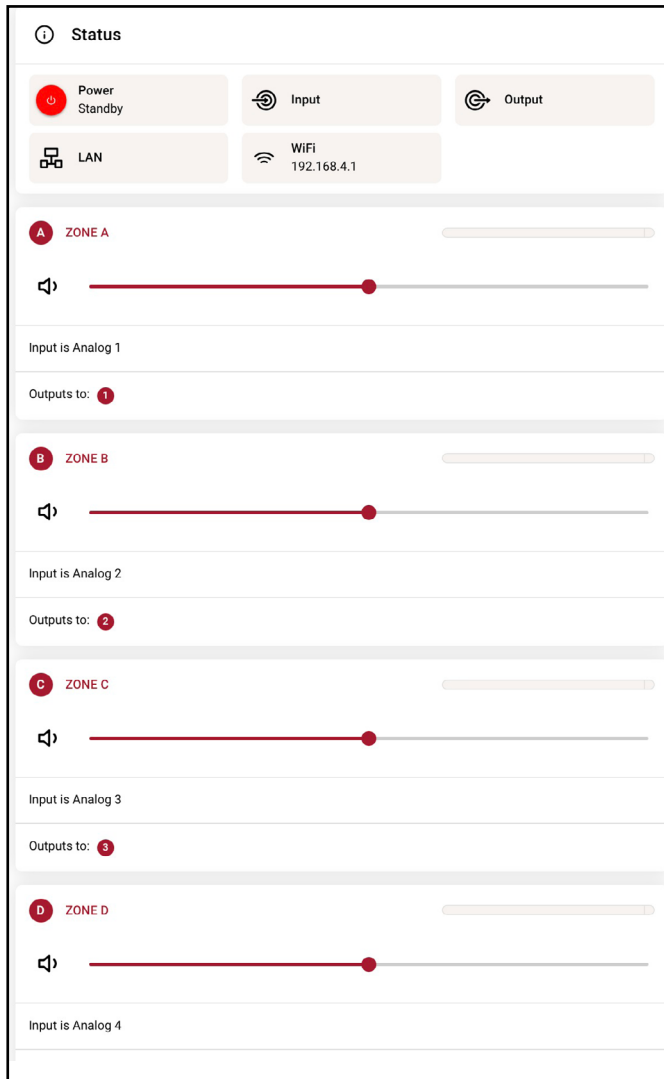 Status
Power
Standby
Input
Output
LAN
WiFi
192.168.4.1
A ZONE A
Input is Analog 1
Outputs to: 1
B ZONE B
Input is Analog 2
Outputs to: 2
C ZONE C
Input is Analog 3
Outputs to: 3
D ZONE D
Input is Analog 4